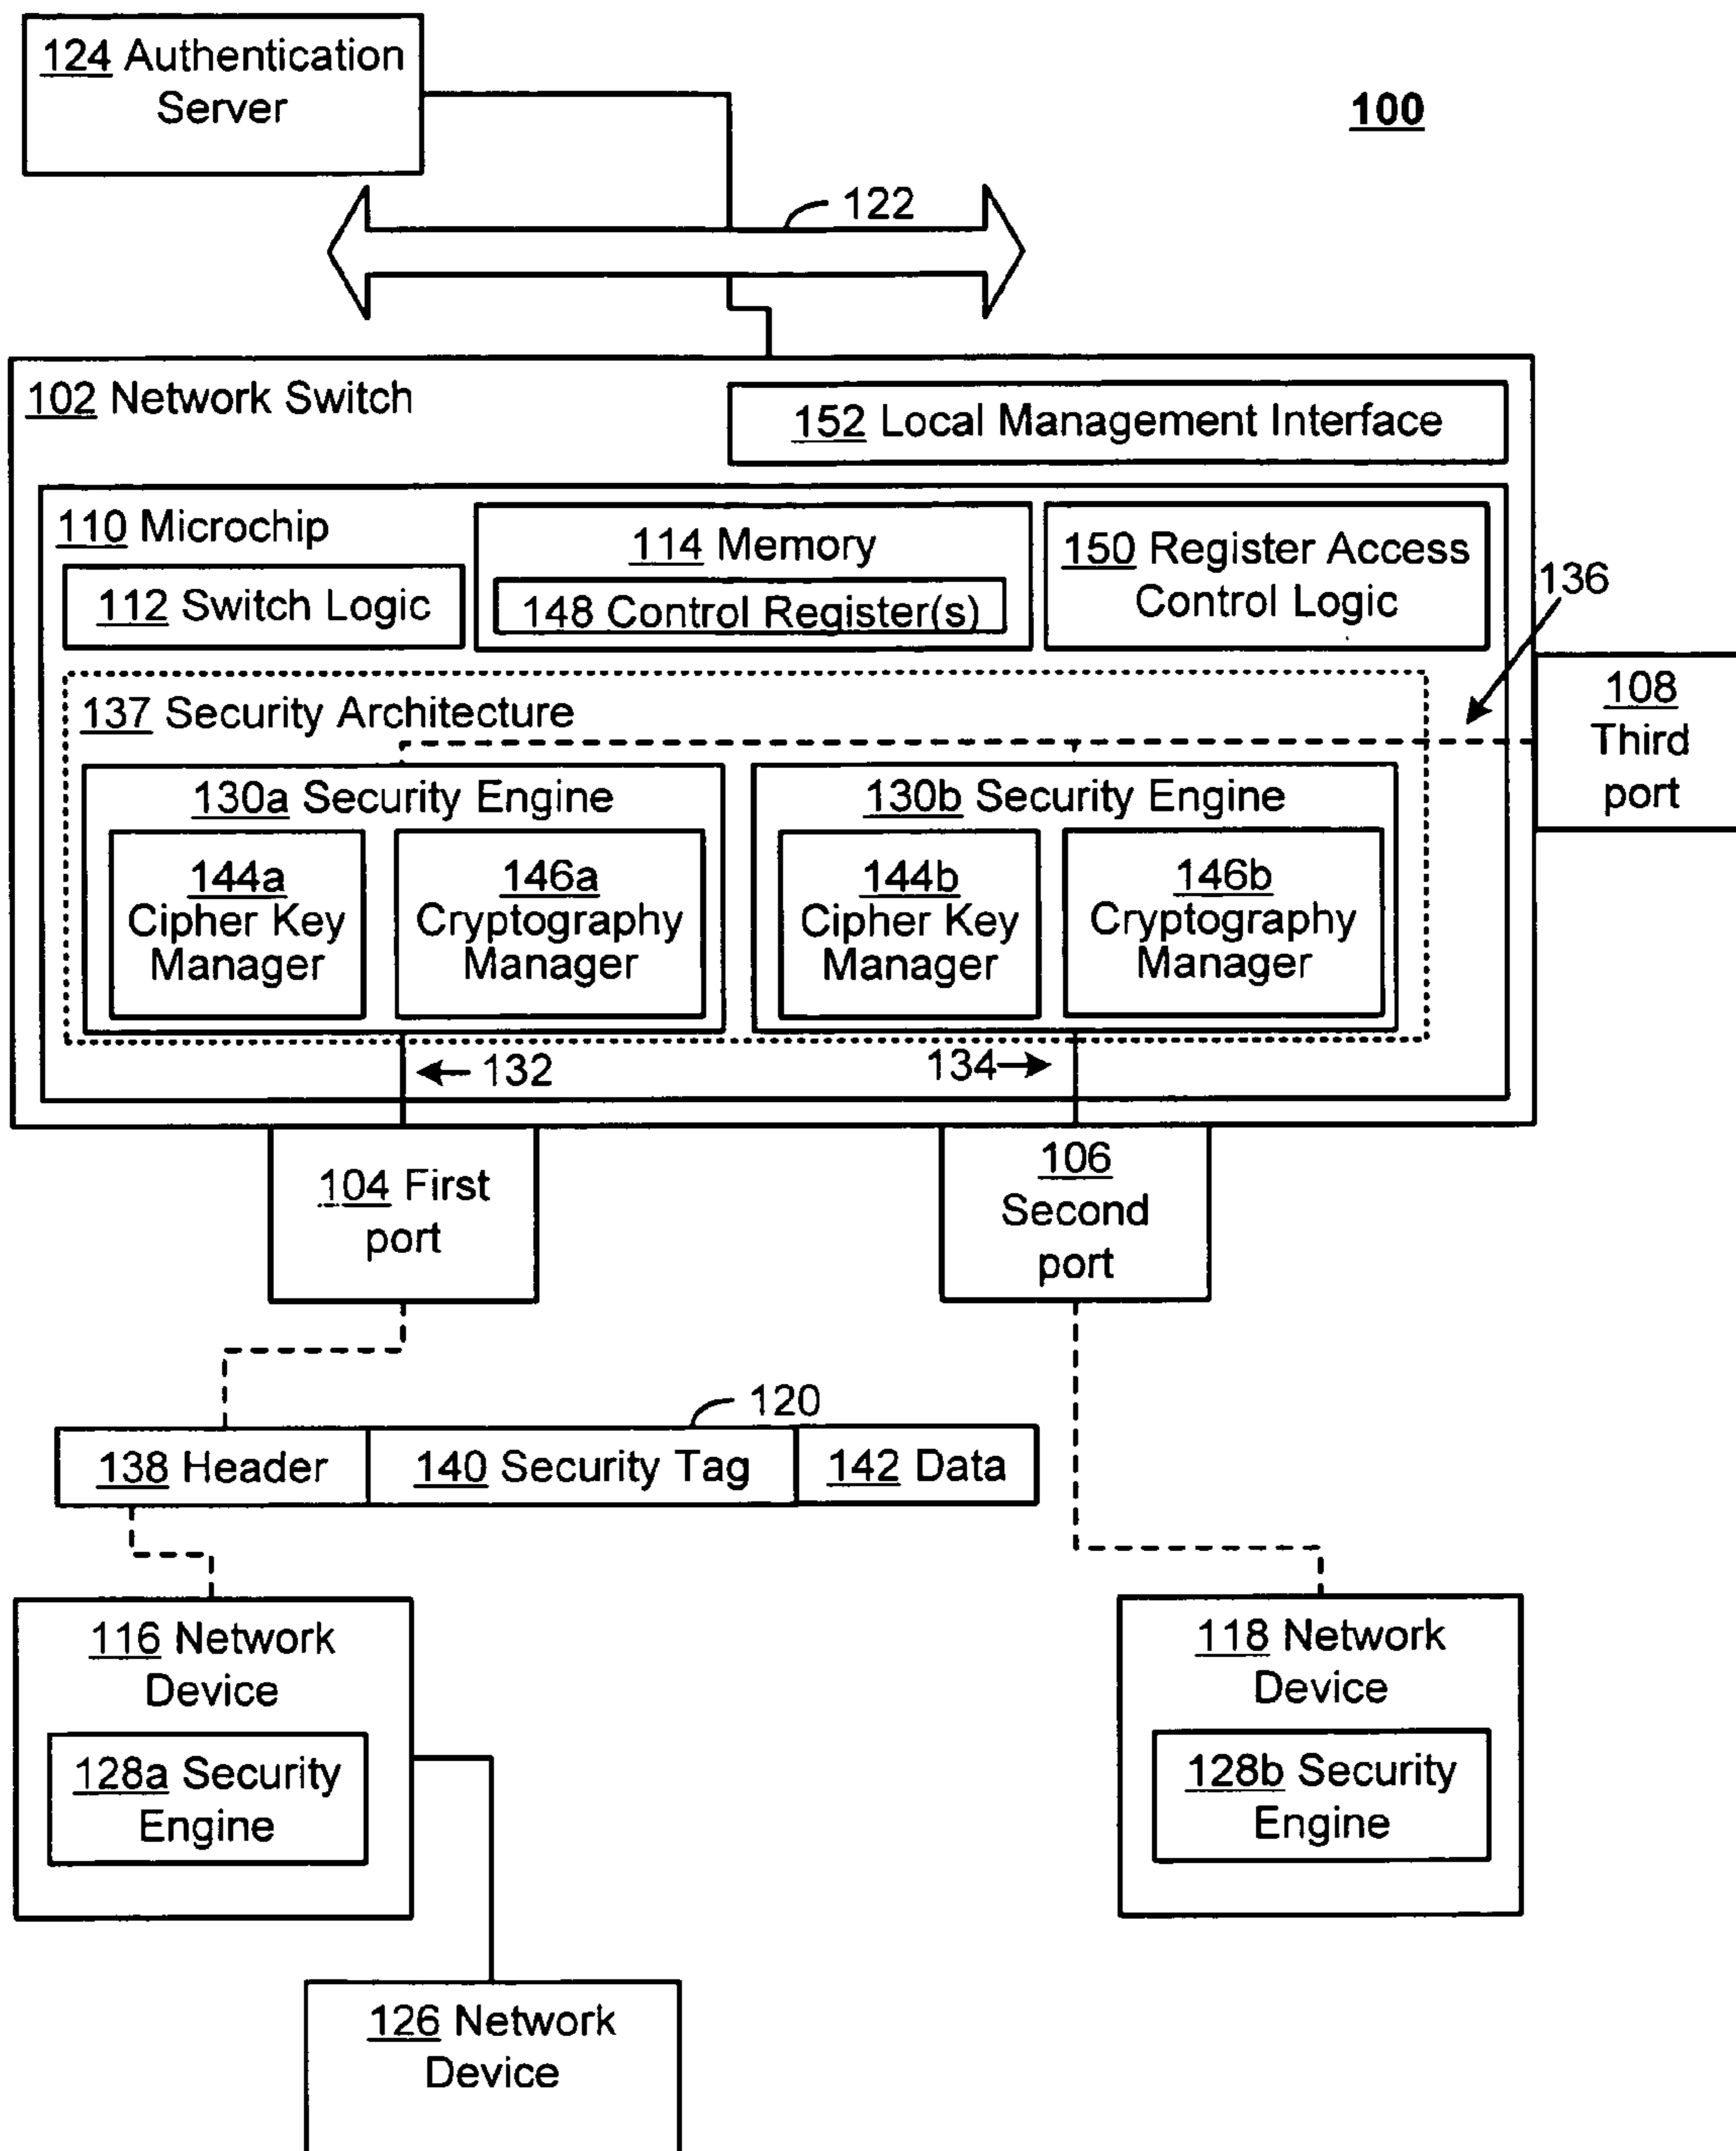 124 Authentication
Server
100
122
102 Network Switch
152 Local Management Interface
110 Microchip
112 Switch Logic
114 Memory
148 Control Register(s)
150 Register Access
Control Logic
136
108
Third
port
137 Security Architecture
130a Security Engine
144a
Cipher Key
Manager
146a
Cryptography
Manager
130b Security Engine
144b
Cipher Key
Manager
146b
Cryptography
Manager
132
134
104 First
port
106
Second
port
120
138 Header
140 Security Tag
142 Data
116 Network
Device
128a Security
Engine
118 Network
Device
128b Security
Engine
126 Network
Device